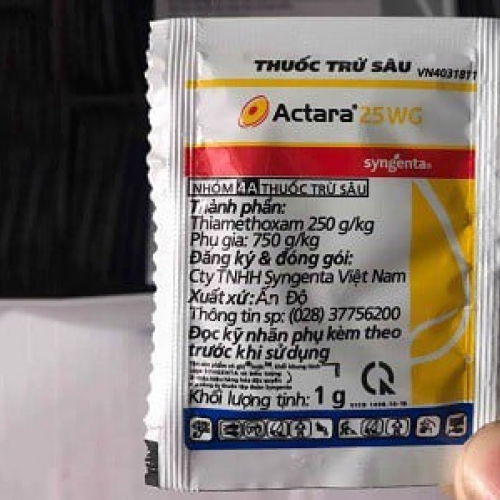 THUỐC TRỪ SÂU VN4031811
Actara® 25WG
syngenta®
NHÓM 4A THUỐC TRỪ SÂU
Thành phần:
Thiamethoxam 250 g/kg
Phụ gia: 750 g/kg
Đăng ký & đóng gói:
Cty TNHH Syngenta Việt Nam
Xuất xứ: Ấn Độ
Thông tin sp: (028) 37756200
Đọc kỹ nhãn phụ kèm theo
trước khi sử dụng
Khối lượng tịnh: 1 g